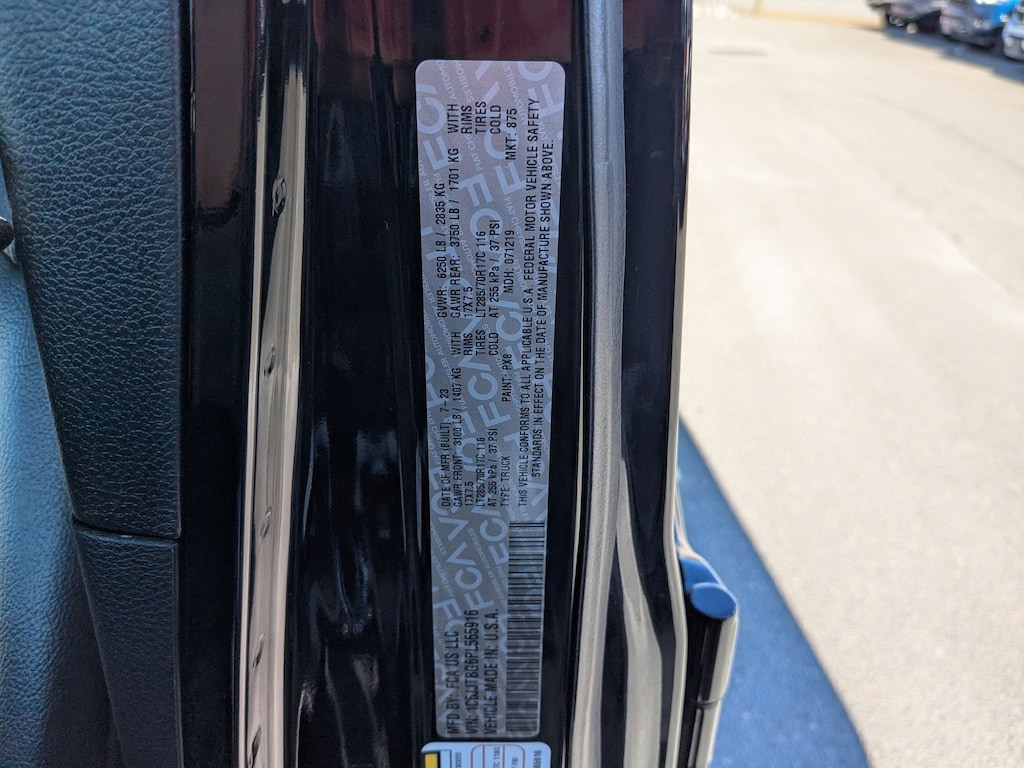 MFD BY: FCA US LLC
DATE OF MFR (BUILT) 7 - 23
GVWR: 6250 LB / 2835 KG
GAWR FRONT 3100 LB / 1407 KG WITH
GAWR REAR: 3750 LB / 1701 KG WITH
17X7.5 RIMS
17X7.5 RIMS
LT285/70R17C 116 TIRES
LT285/70R17C 116 TIRES
AT 255 kPa / 37 PSI COLD
AT 255 kPa / 37 PSI COLD
VIN: 1C6JJTBG6PL565916
TYPE: TRUCK
PAINT: PX8
MDH: 071219
MKT: 875
VEHICLE MADE IN: U.S.A.
THIS VEHICLE CONFORMS TO ALL APPLICABLE U.S.A. FEDERAL MOTOR VEHICLE SAFETY
STANDARDS IN EFFECT ON THE DATE OF MANUFACTURE SHOWN ABOVE.
FCA